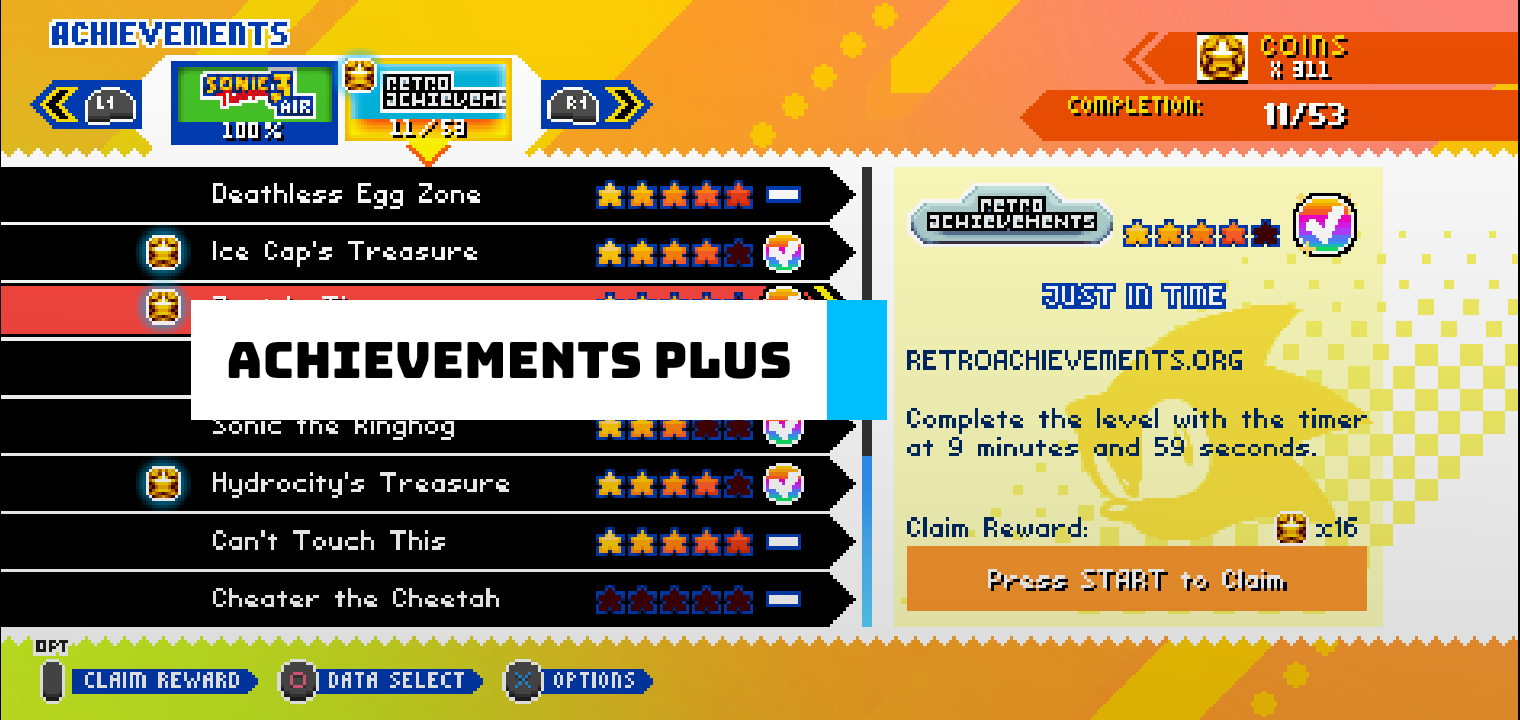 ACHIEVEMENTS
L1
SONIC 3
AIR
100%
RETRO
ACHIEVEME
11/53
R1
COINS
X 311
COMPLETION:
11/53
Deathless Egg Zone
Ice Cap's Treasure
ACHIEVEMENTS PLUS
Sonic the Ringhog
Hydrocity's Treasure
Can't Touch This
Cheater the Cheetah
RETRO
ACHIEVEMENTS
JUST IN TIME
RETROACHIEVEMENTS.ORG
Complete the level with the timer
at 9 minutes and 59 seconds.
Claim Reward:
x16
Press START to Claim
OPT
CLAIM REWARD
DATA SELECT
OPTIONS